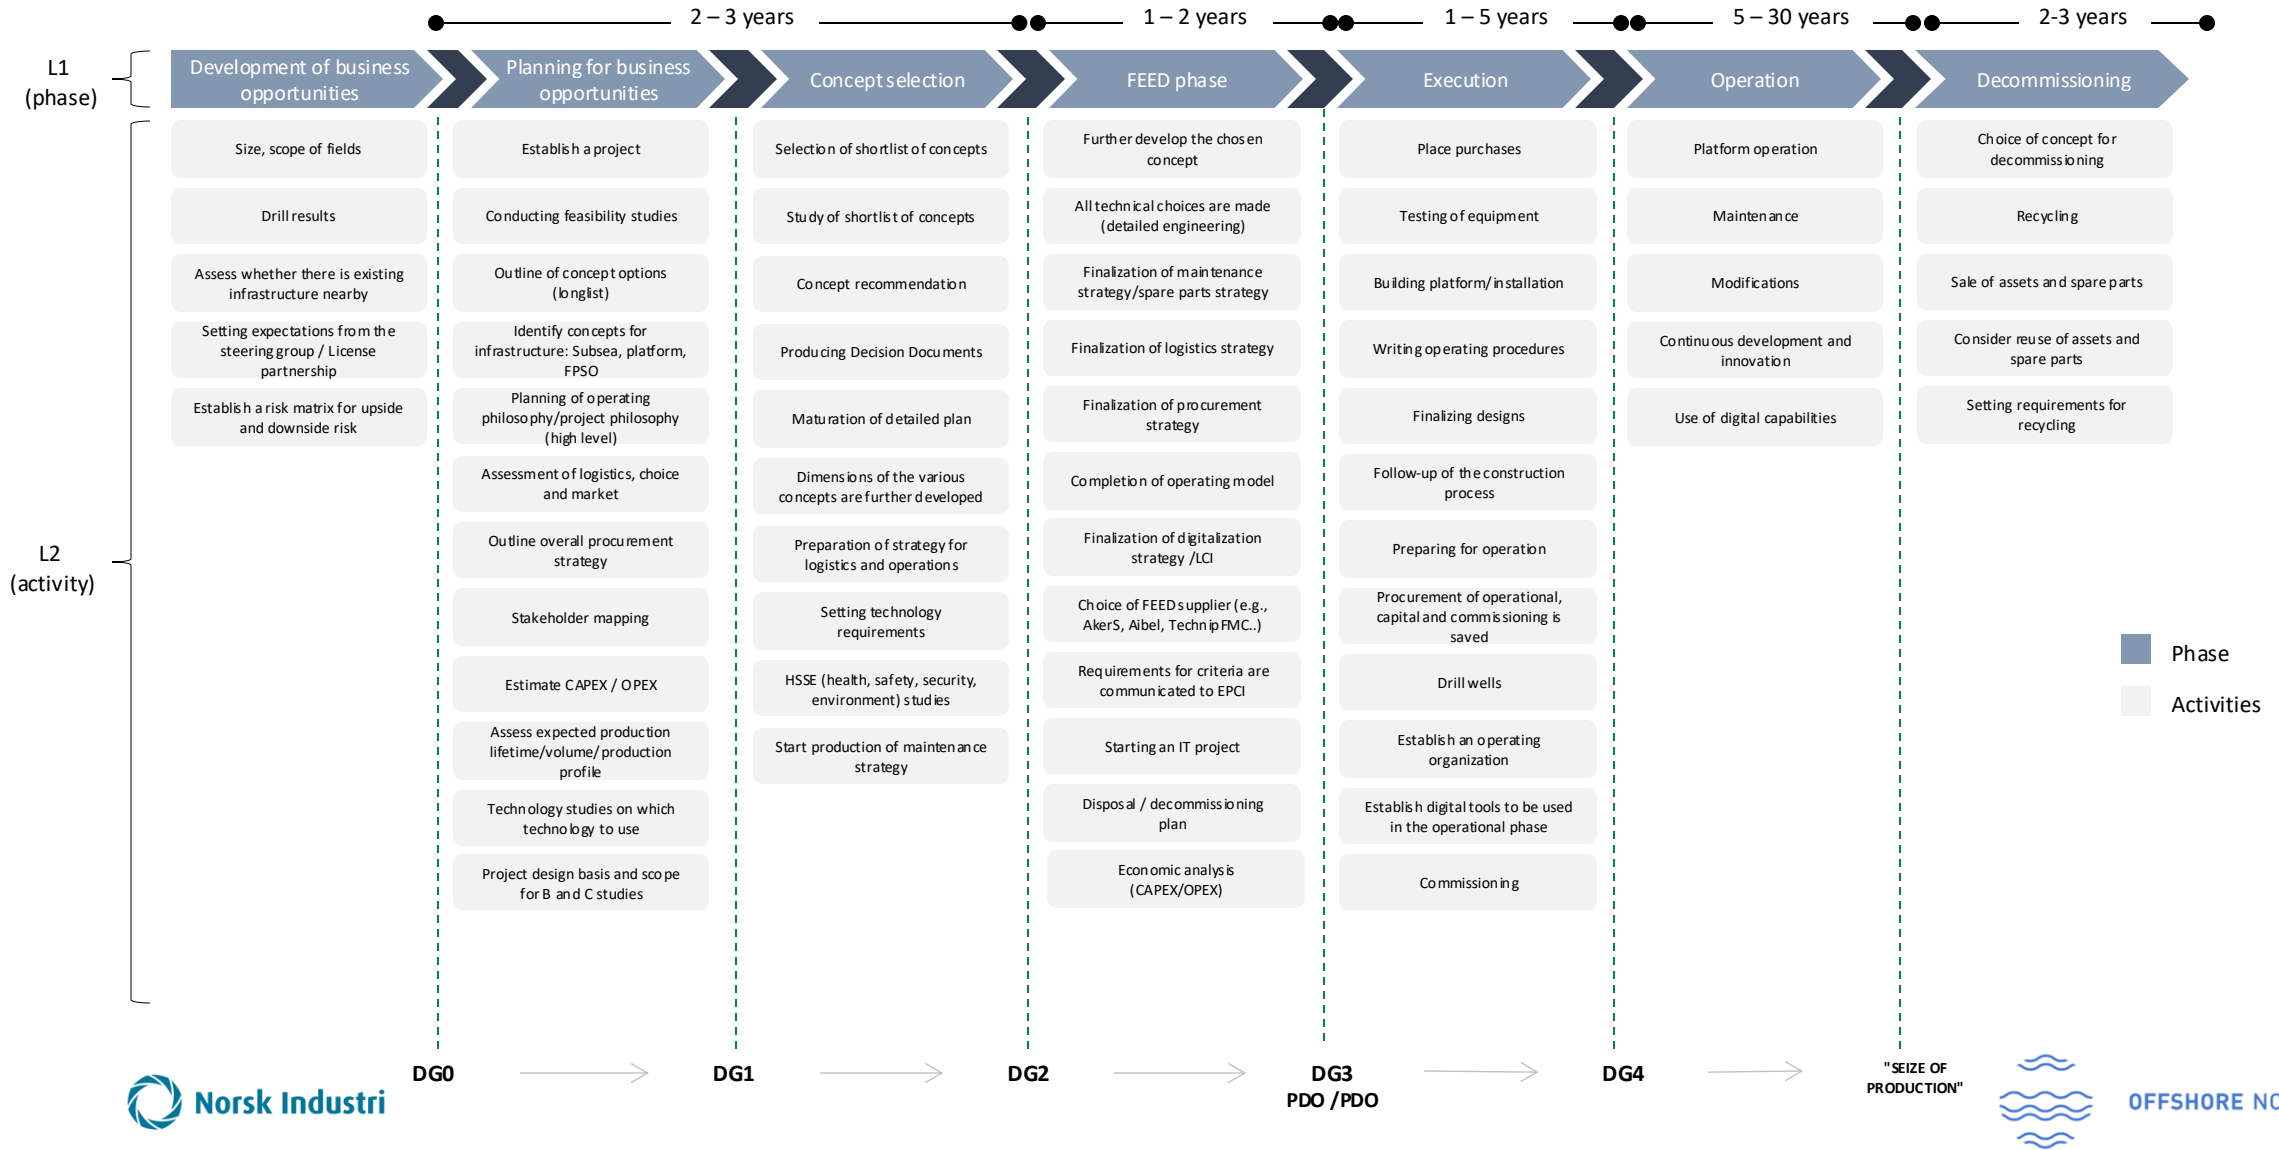 2 – 3 years
1 – 2 years
1 – 5 years
5 – 30 years
2-3 years
L1
(phase)
Development of business
opportunities
Planning for business
opportunities
Concept selection
FEED phase
Execution
Operation
Decommissioning
L2
(activity)
Size, scope of fields
Drill results
Assess whether there is existing
infrastructure nearby
Setting expectations from the
steering group / License
partnership
Establish a risk matrix for upside
and downside risk
Establish a project
Conducting feasibility studies
Outline of concept options
(longlist)
Identify concepts for
infrastructure: Subsea, platform,
FPSO
Planning of operating
philosophy/project philosophy
(high level)
Assessment of logistics, choice
and market
Outline overall procurement
strategy
Stakeholder mapping
Estimate CAPEX / OPEX
Assess expected production
lifetime/volume/production
profile
Technology studies on which
technology to use
Project design basis and scope
for B and C studies
Selection of shortlist of concepts
Study of shortlist of concepts
Concept recommendation
Producing Decision Documents
Maturation of detailed plan
Dimensions of the various
concepts are further developed
Preparation of strategy for
logistics and operations
Setting technology
requirements
HSSE (health, safety, security,
environment) studies
Start production of maintenance
strategy
Further develop the chosen
concept
All technical choices are made
(detailed engineering)
Finalization of maintenance
strategy/spare parts strategy
Finalization of logistics strategy
Finalization of procurement
strategy
Completion of operating model
Finalization of digitalization
strategy /LCI
Choice of FEED supplier (e.g.,
AkerS, Aibel, TechnipFMC..)
Requirements for criteria are
communicated to EPCI
Starting an IT project
Disposal / decommissioning
plan
Economic analysis
(CAPEX/OPEX)
Place purchases
Testing of equipment
Building platform/installation
Writing operating procedures
Finalizing designs
Follow-up of the construction
process
Preparing for operation
Procurement of operational,
capital and commissioning is
saved
Drill wells
Establish an operating
organization
Establish digital tools to be used
in the operational phase
Commissioning
Platform operation
Maintenance
Modifications
Continuous development and
innovation
Use of digital capabilities
Choice of concept for
decommissioning
Recycling
Sale of assets and spare parts
Consider reuse of assets and
spare parts
Setting requirements for
recycling
Phase
Activities
DG0
DG1
DG2
DG3
PDO /PDO
DG4
"SEIZE OF
PRODUCTION"
Norsk Industri
OFFSHORE NO